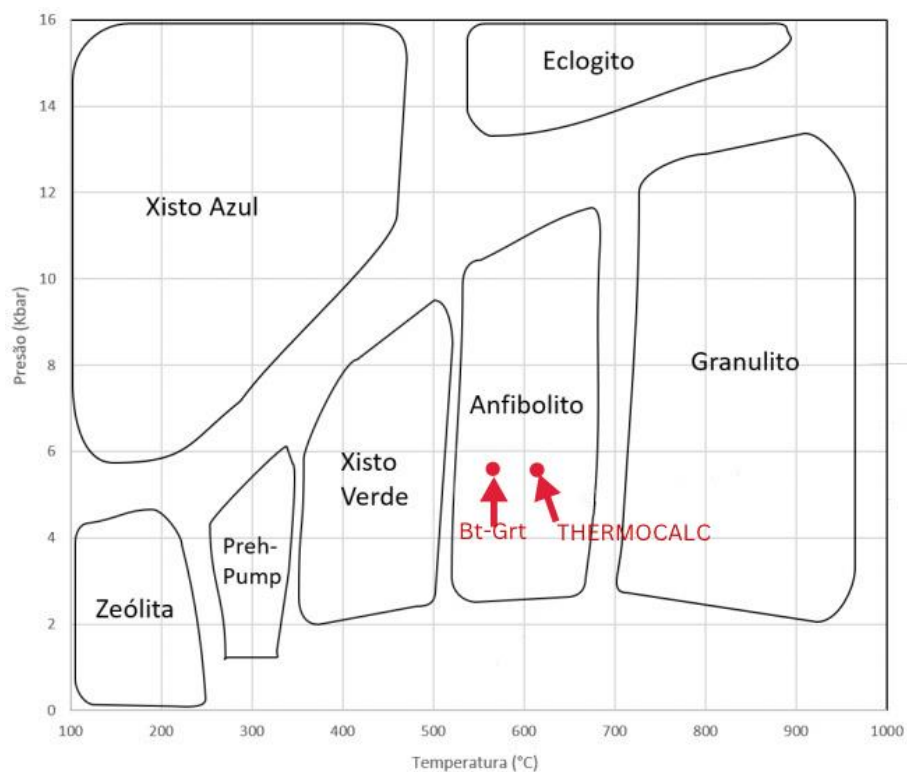 16
14
12
10
8
6
4
2
0
Presão (Kbar)
Eclogito
Xisto Azul
Granulito
Anfibolito
Xisto
Verde
Bt-Grt
THERMOCALC
Preh-
Pump
Zeólita
100
200
300
400
500
600
700
800
900
1000
Temperatura (°C)